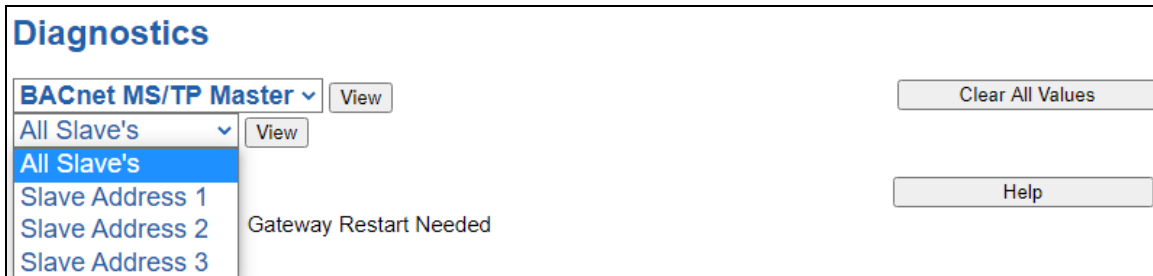 Diagnostics
BACnet MS/TP Master View Clear All Values
All Slave's View
All Slave's
Slave Address 1 Help
Slave Address 2 Gateway Restart Needed
Slave Address 3